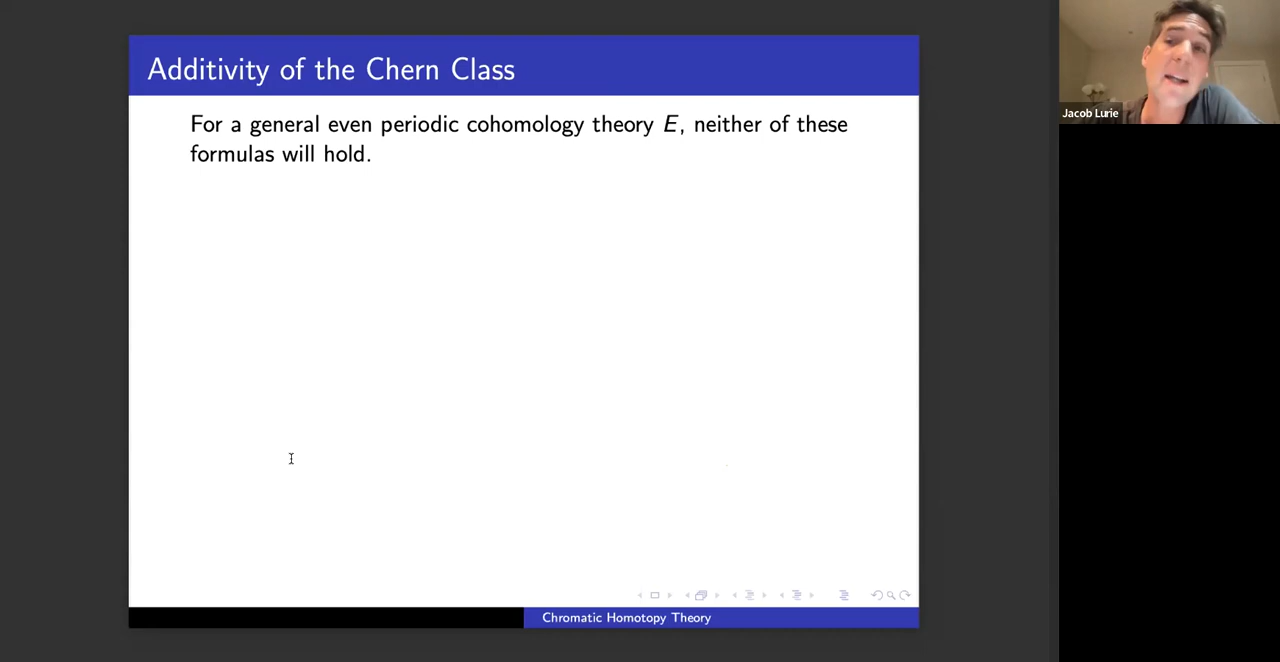 Additivity of the Chern Class
For a general even periodic cohomology theory E, neither of these
formulas will hold.
Chromatic Homotopy Theory
Jacob Lurie